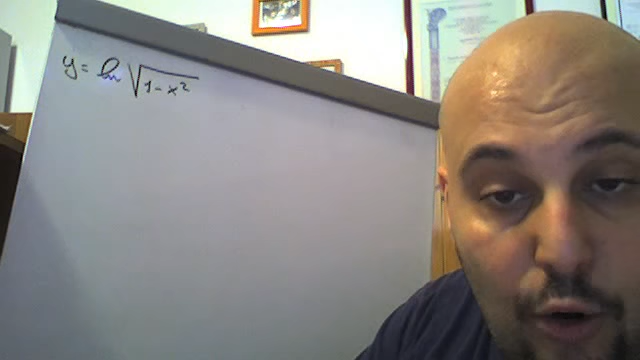 y = ln √(1-x²)